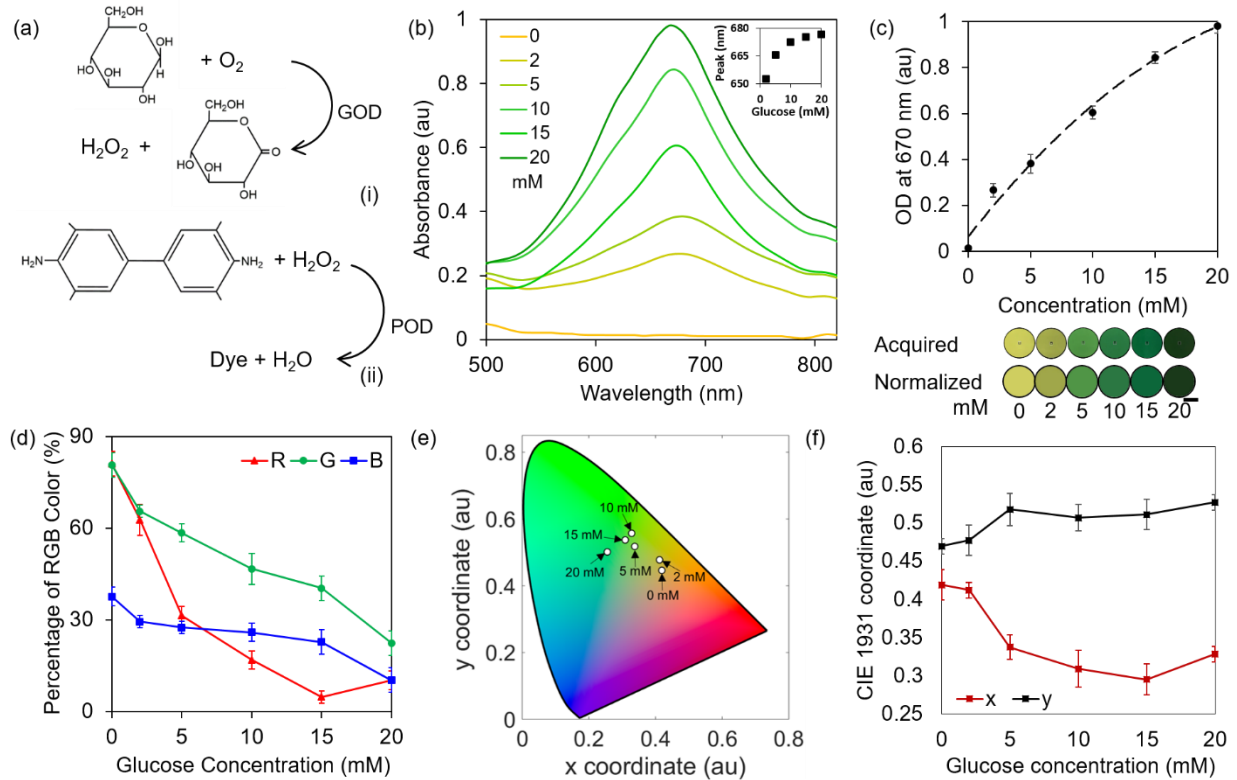 (a)
CH₂OH
O
OH
H
OH
HO
OH
+ O₂
CH₂OH
O
O
HO
HO
OH
GOD
H₂O₂ +
(i)
H₂N
NH₂
+ H₂O₂
POD
Dye + H₂O
(ii)
(b)
Absorbance (au)
1
0.8
0.6
0.4
0.2
0
500
600
700
800
Wavelength (nm)
0
2
5
10
15
20
mM
Peak (nm)
680
665
650
0
10
20
Glucose (mM)
(c)
OD at 670 nm (au)
1
0.8
0.6
0.4
0.2
0
0
5
10
15
20
Concentration (mM)
Acquired
Normalized
mM
0
2
5
10
15
20
(d)
Percentage of RGB Color (%)
90
60
30
0
R
G
B
0
5
10
15
20
Glucose Concentration (mM)
(e)
y coordinate (au)
1
0.8
0.6
0.4
0.2
0
10 mM
15 mM
20 mM
5 mM
2 mM
0 mM
0
0.2
0.4
0.6
0.8
x coordinate (au)
(f)
CIE 1931 coordinate (au)
0.6
0.55
0.5
0.45
0.4
0.35
0.3
0.25
x
y
0
5
10
15
20
Glucose concentration (mM)